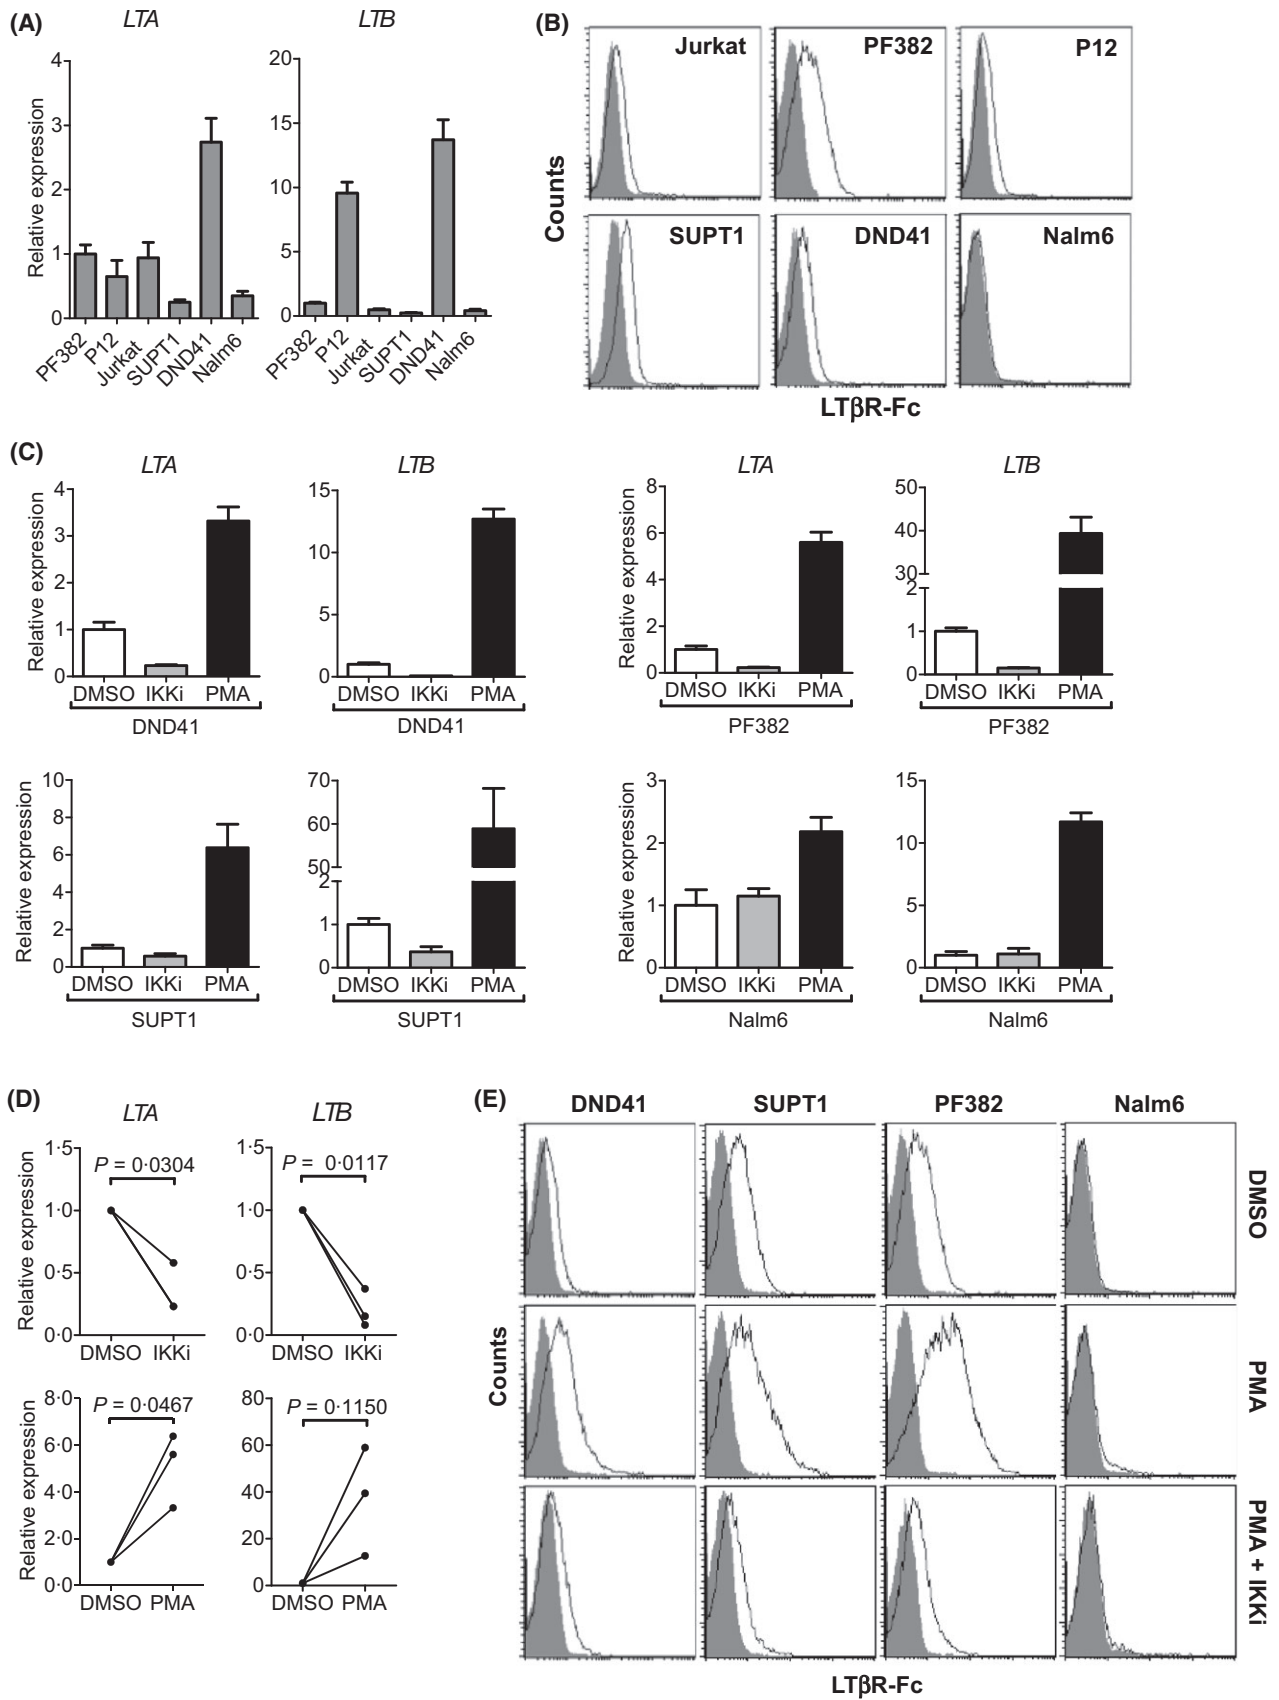 (A)
LTA
LTB
(B)
Relative expression
4
3
2
1
0
PF382
P12
Jurkat
SUPT1
DND41
Nalm6
20
15
10
5
0
PF382
P12
Jurkat
SUPT1
DND41
Nalm6
Counts
Jurkat
PF382
P12
SUPT1
DND41
Nalm6
LTβR-Fc
(C)
LTA
Relative expression
4
3
2
1
0
DMSO IKKi PMA
DND41
LTB
15
10
5
0
DMSO IKKi PMA
DND41
LTA
Relative expression
8
6
4
2
0
DMSO IKKi PMA
PF382
LTB
50
40
30
2
1
0
DMSO IKKi PMA
PF382
Relative expression
10
8
6
4
2
0
DMSO IKKi PMA
SUPT1
70
60
50
2
1
0
DMSO IKKi PMA
SUPT1
Relative expression
3
2
1
0
DMSO IKKi PMA
Nalm6
15
10
5
0
DMSO IKKi PMA
Nalm6
(D)
LTA
Relative expression
1·5
1·0
0·5
0·0
P = 0·0304
DMSO IKKi
LTB
1·5
1·0
0·5
0·0
P = 0·0117
DMSO IKKi
Relative expression
8·0
6·0
4·0
2·0
0·0
P = 0·0467
DMSO PMA
80
60
40
20
0
P = 0·1150
DMSO PMA
(E)
DND41
SUPT1
PF382
Nalm6
Counts
DMSO
PMA
PMA + IKKi
LTβR-Fc